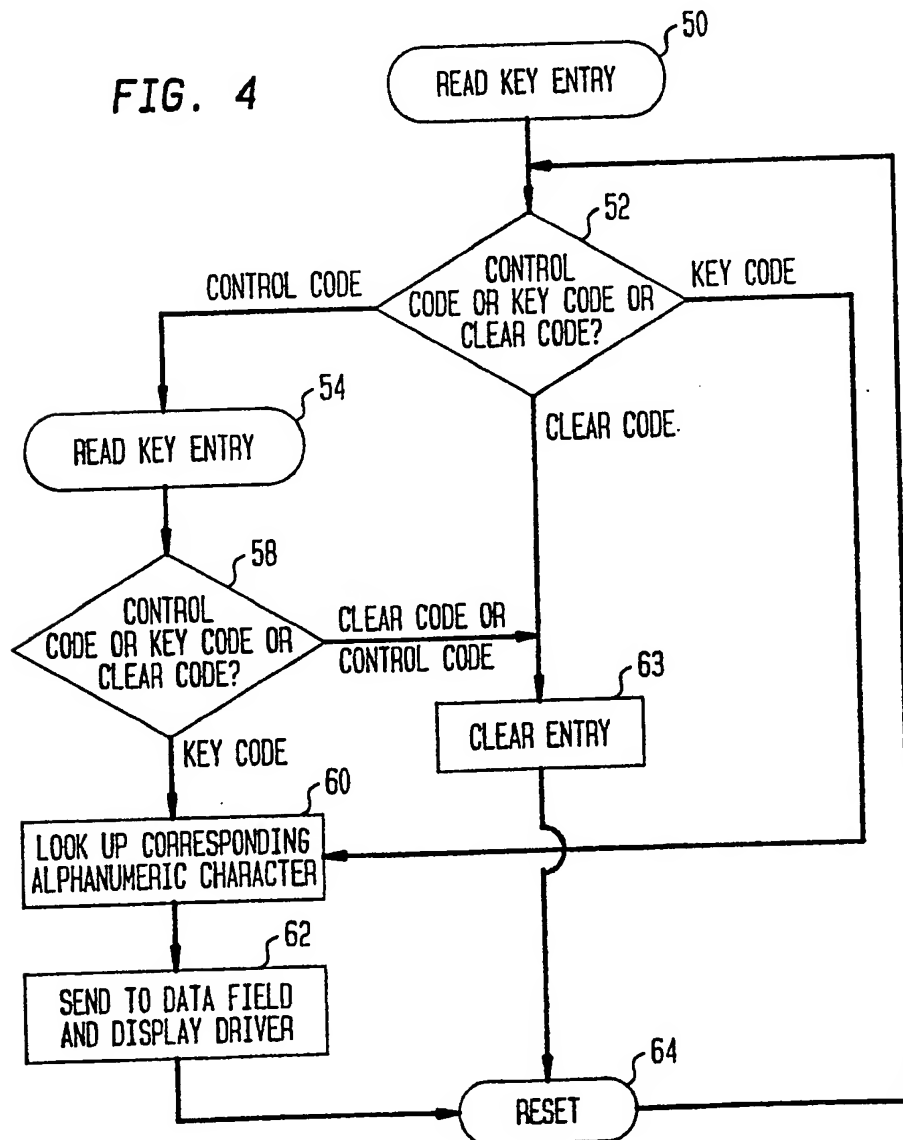 FIG. 4
50
READ KEY ENTRY
52
CONTROL
CODE OR KEY CODE OR
CLEAR CODE?
CONTROL CODE
KEY CODE
CLEAR CODE
54
READ KEY ENTRY
58
CONTROL
CODE OR KEY CODE OR
CLEAR CODE?
CLEAR CODE OR
CONTROL CODE
KEY CODE
63
CLEAR ENTRY
60
LOOK UP CORRESPONDING
ALPHANUMERIC CHARACTER
62
SEND TO DATA FIELD
AND DISPLAY DRIVER
64
RESET